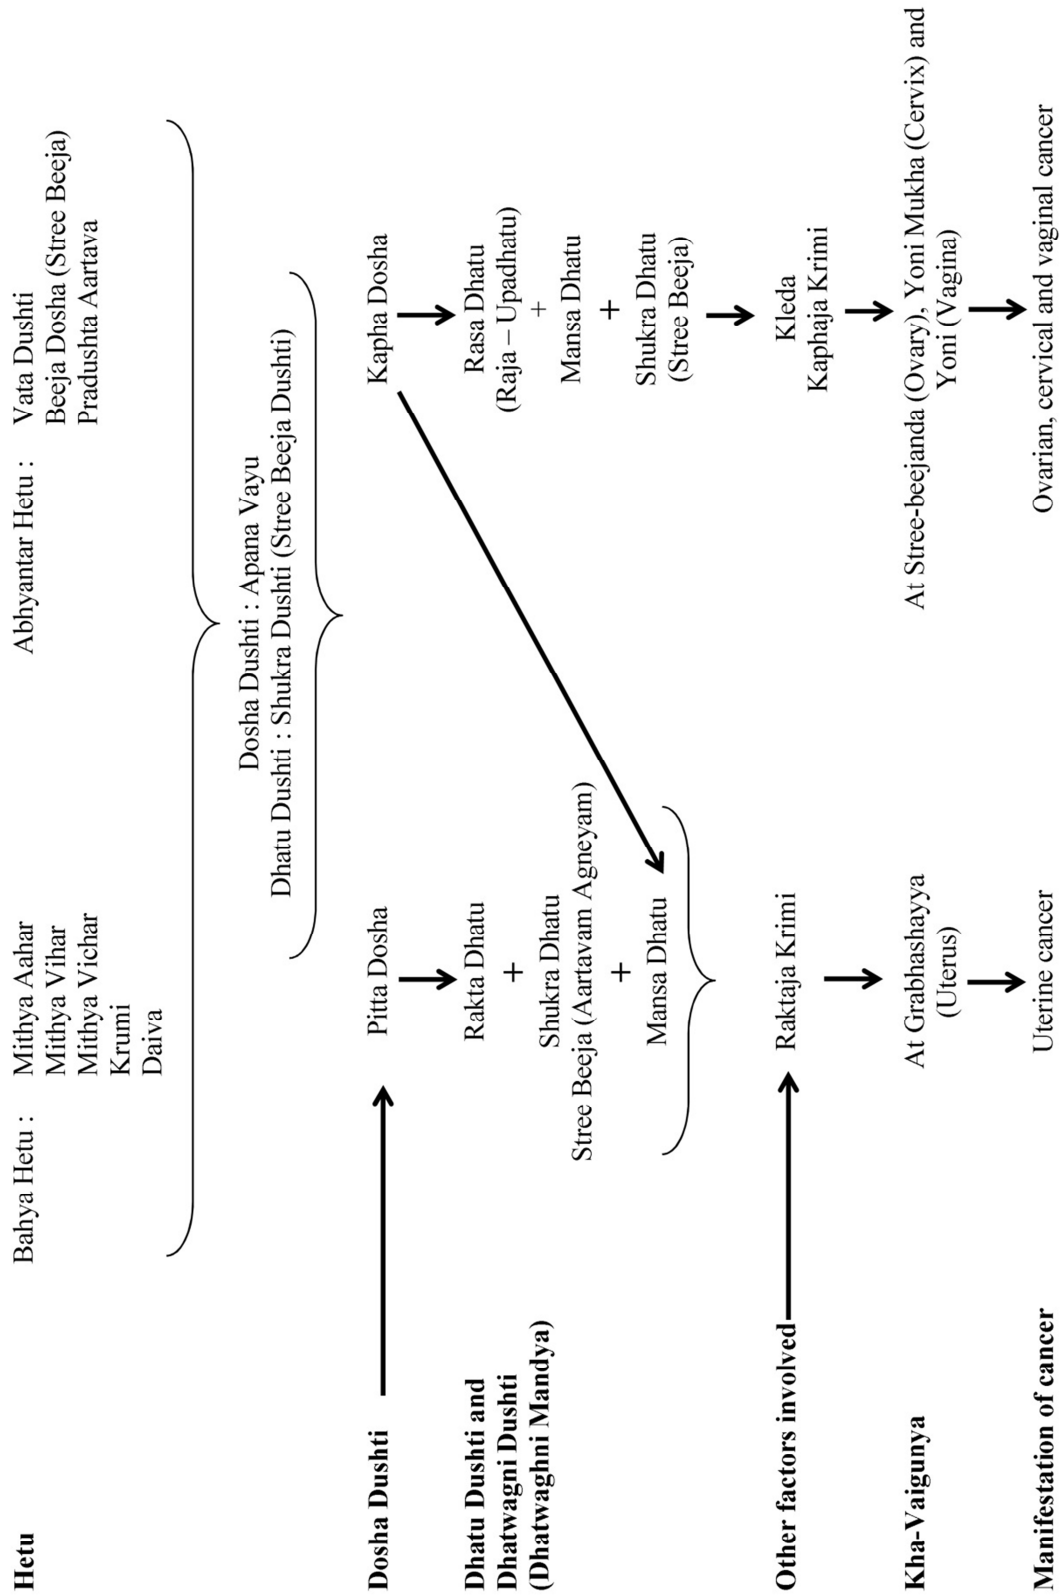 Hetu
Bahya Hetu :
Mithya Aahar
Mithya Vihar
Mithya Vichar
Krumi
Daiva
Abhyantar Hetu :
Vata Dushti
Beeja Dosha (Stree Beeja)
Pradushta Aartava
Dosha Dushti : Apana Vayu
Dhatu Dushti : Shukra Dushti (Stree Beeja Dushti)
Dosha Dushti
Pitta Dosha
Kapha Dosha
Dhatu Dushti and
Dhatwagni Dushti
(Dhatwaghni Mandya)
Rakta Dhatu
+
Shukra Dhatu
Stree Beeja (Aartavam Agneyam)
+
Mansa Dhatu
Rasa Dhatu
(Raja – Upadhatu)
+
Mansa Dhatu
+
Shukra Dhatu
(Stree Beeja)
Other factors involved
Raktaja Krimi
Kleda
Kaphaja Krimi
Kha-Vaigunya
At Grabhashayya
(Uterus)
At Stree-beejanda (Ovary), Yoni Mukha (Cervix) and
Yoni (Vagina)
Manifestation of cancer
Uterine cancer
Ovarian, cervical and vaginal cancer